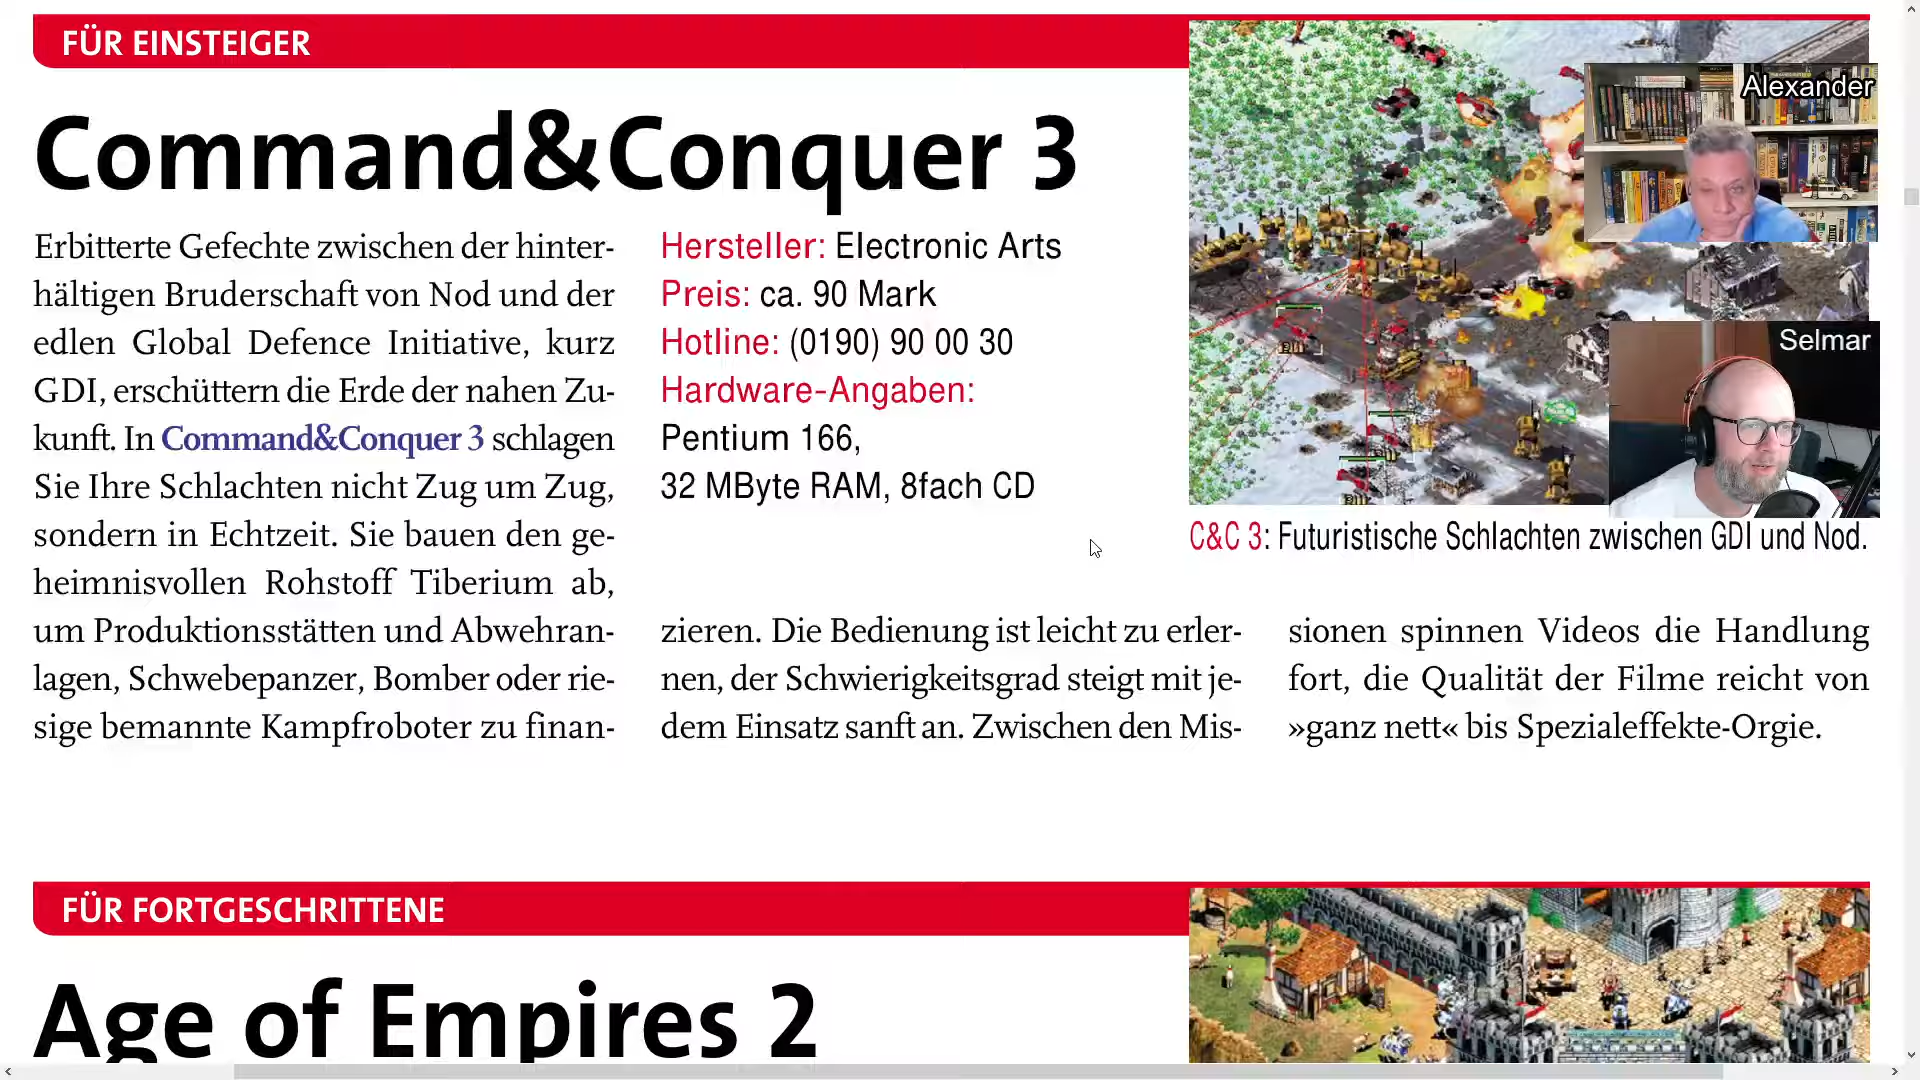 FÜR EINSTEIGER
Command&Conquer 3
Erbitterte Gefechte zwischen der hinter-
hältigen Bruderschaft von Nod und der
edlen Global Defence Initiative, kurz
GDI, erschüttern die Erde der nahen Zu-
kunft. In Command&Conquer 3 schlagen
Sie Ihre Schlachten nicht Zug um Zug,
sondern in Echtzeit. Sie bauen den ge-
heimnisvollen Rohstoff Tiberium ab,
um Produktionsstätten und Abwehran-
lagen, Schwebepanzer, Bomber oder rie-
sige bemannte Kampfroboter zu finan-
Hersteller: Electronic Arts
Preis: ca. 90 Mark
Hotline: (0190) 90 00 30
Hardware-Angaben:
Pentium 166,
32 MByte RAM, 8fach CD
zieren. Die Bedienung ist leicht zu erler-
nen, der Schwierigkeitsgrad steigt mit je-
dem Einsatz sanft an. Zwischen den Mis-
Alexander
Selmar
C&C 3: Futuristische Schlachten zwischen GDI und Nod.
sionen spinnen Videos die Handlung
fort, die Qualität der Filme reicht von
»ganz nett« bis Spezialeffekte-Orgie.
FÜR FORTGESCHRITTENE
Age of Empires 2